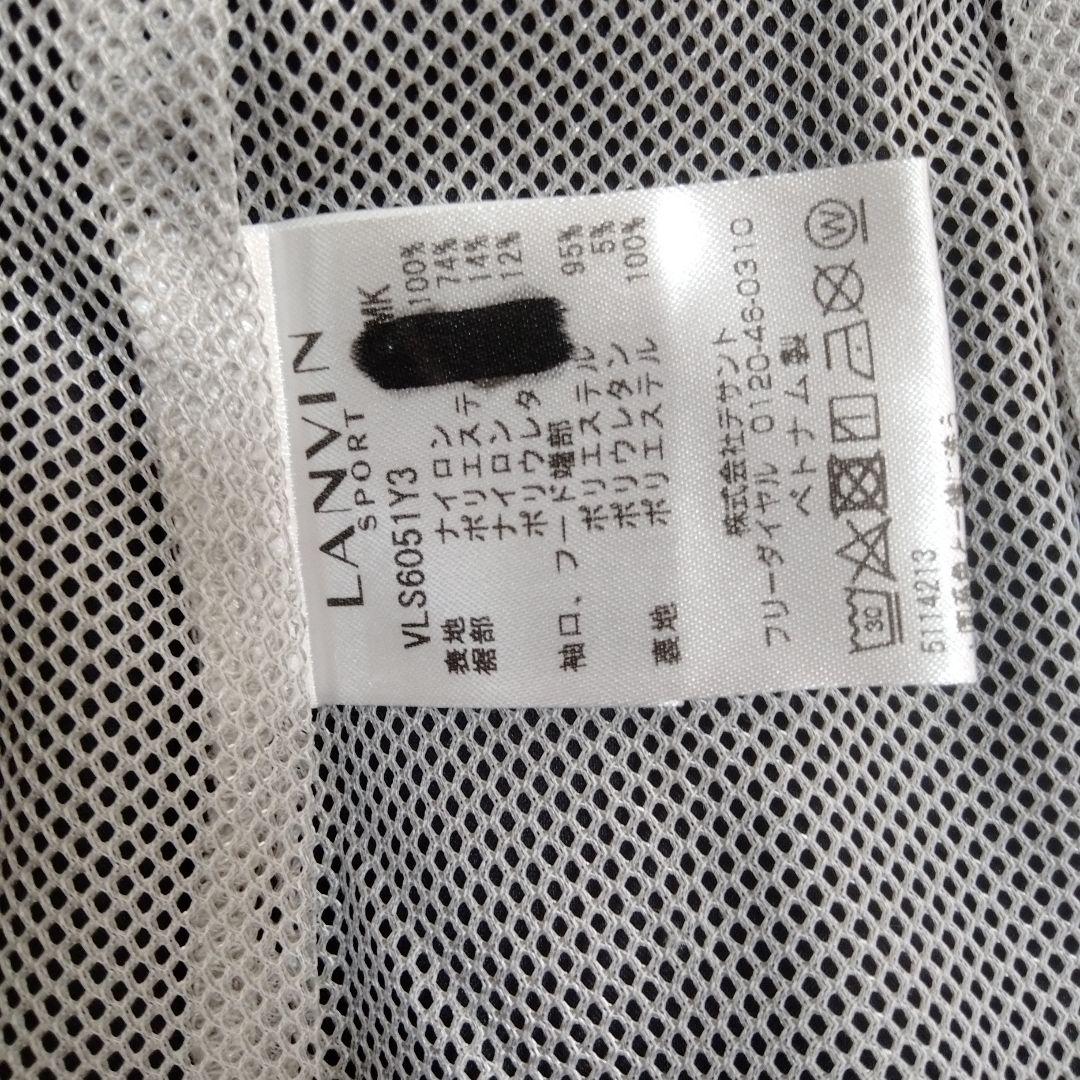 LANVIN
SPORT
VLS6051Y3 MK
表地 ナイロン 100%
裾部 ポリエステ 74%
ナイロン 14%
ポリウレタ 12%
袖口、フード端部
ポリエステル 95%
ポリウレタン 5%
裏地 ポリエステル 100%
株式会社デサント
フリーダイヤル 0120-46-0310
ベトナム製
30
W
5114213